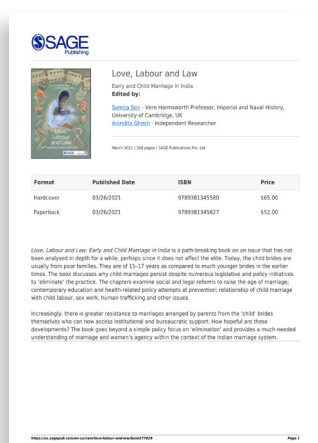 SAGE
Publishing
Love, Labour and Law
Early and Child Marriage in India
Edited by:
Samita Sen - Vere Harmsworth Professor, Imperial and Naval History,
University of Cambridge, UK
Anindita Ghosh - Independent Researcher
March 2021 | 308 pages | SAGE Publications Pvt. Ltd
Love
Labour
and Law
Format Published Date ISBN Price
Hardcover 03/26/2021 9789381345580 $65.00
Paperback 03/26/2021 9789381345627 $52.00
Love, Labour and Law: Early and Child Marriage in India is a path-breaking book on an issue that has not
been analysed in depth for a while, perhaps since it does not affect the elite. Today, the child brides are
usually from poor families. They are of 15–17 years as compared to much younger brides in the earlier
times. The book discusses why child marriages persist despite numerous legislative and policy initiatives
to 'eliminate' the practice. The chapters examine social and legal reforms to raise the age of marriage;
contemporary education and health-related policy attempts at prevention; relationship of child marriage
with child labour, sex work, human trafficking and other issues.
Increasingly, there is greater resistance to marriages arranged by parents from the 'child' brides
themselves who can now access institutional and bureaucratic support. How hopeful are these
developments? The book goes beyond a simple policy focus on 'elimination' and provides a much-needed
understanding of marriage and women's agency within the context of the Indian marriage system.
Page 1